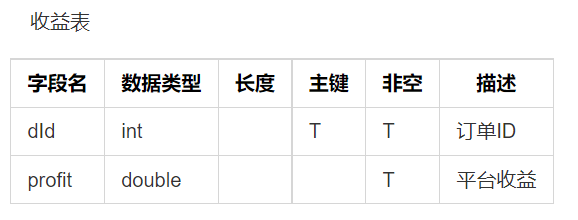 收益表
字段名 数据类型 长度 主键 非空 描述
dId int T T 订单ID
profit double T 平台收益